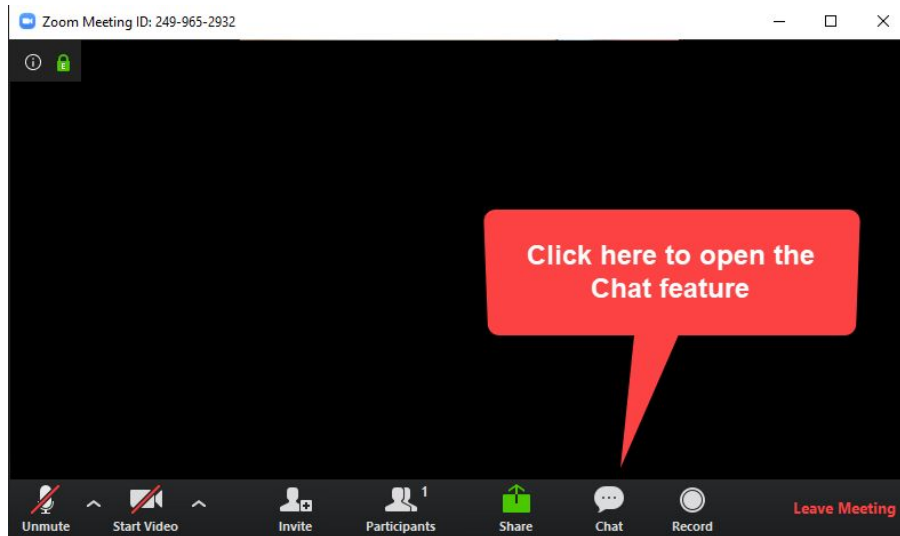 Zoom Meeting ID: 249-965-2932
E
Click here to open the
Chat feature
1
Unmute Start Video Invite Participants Share Chat Record Leave Meeting